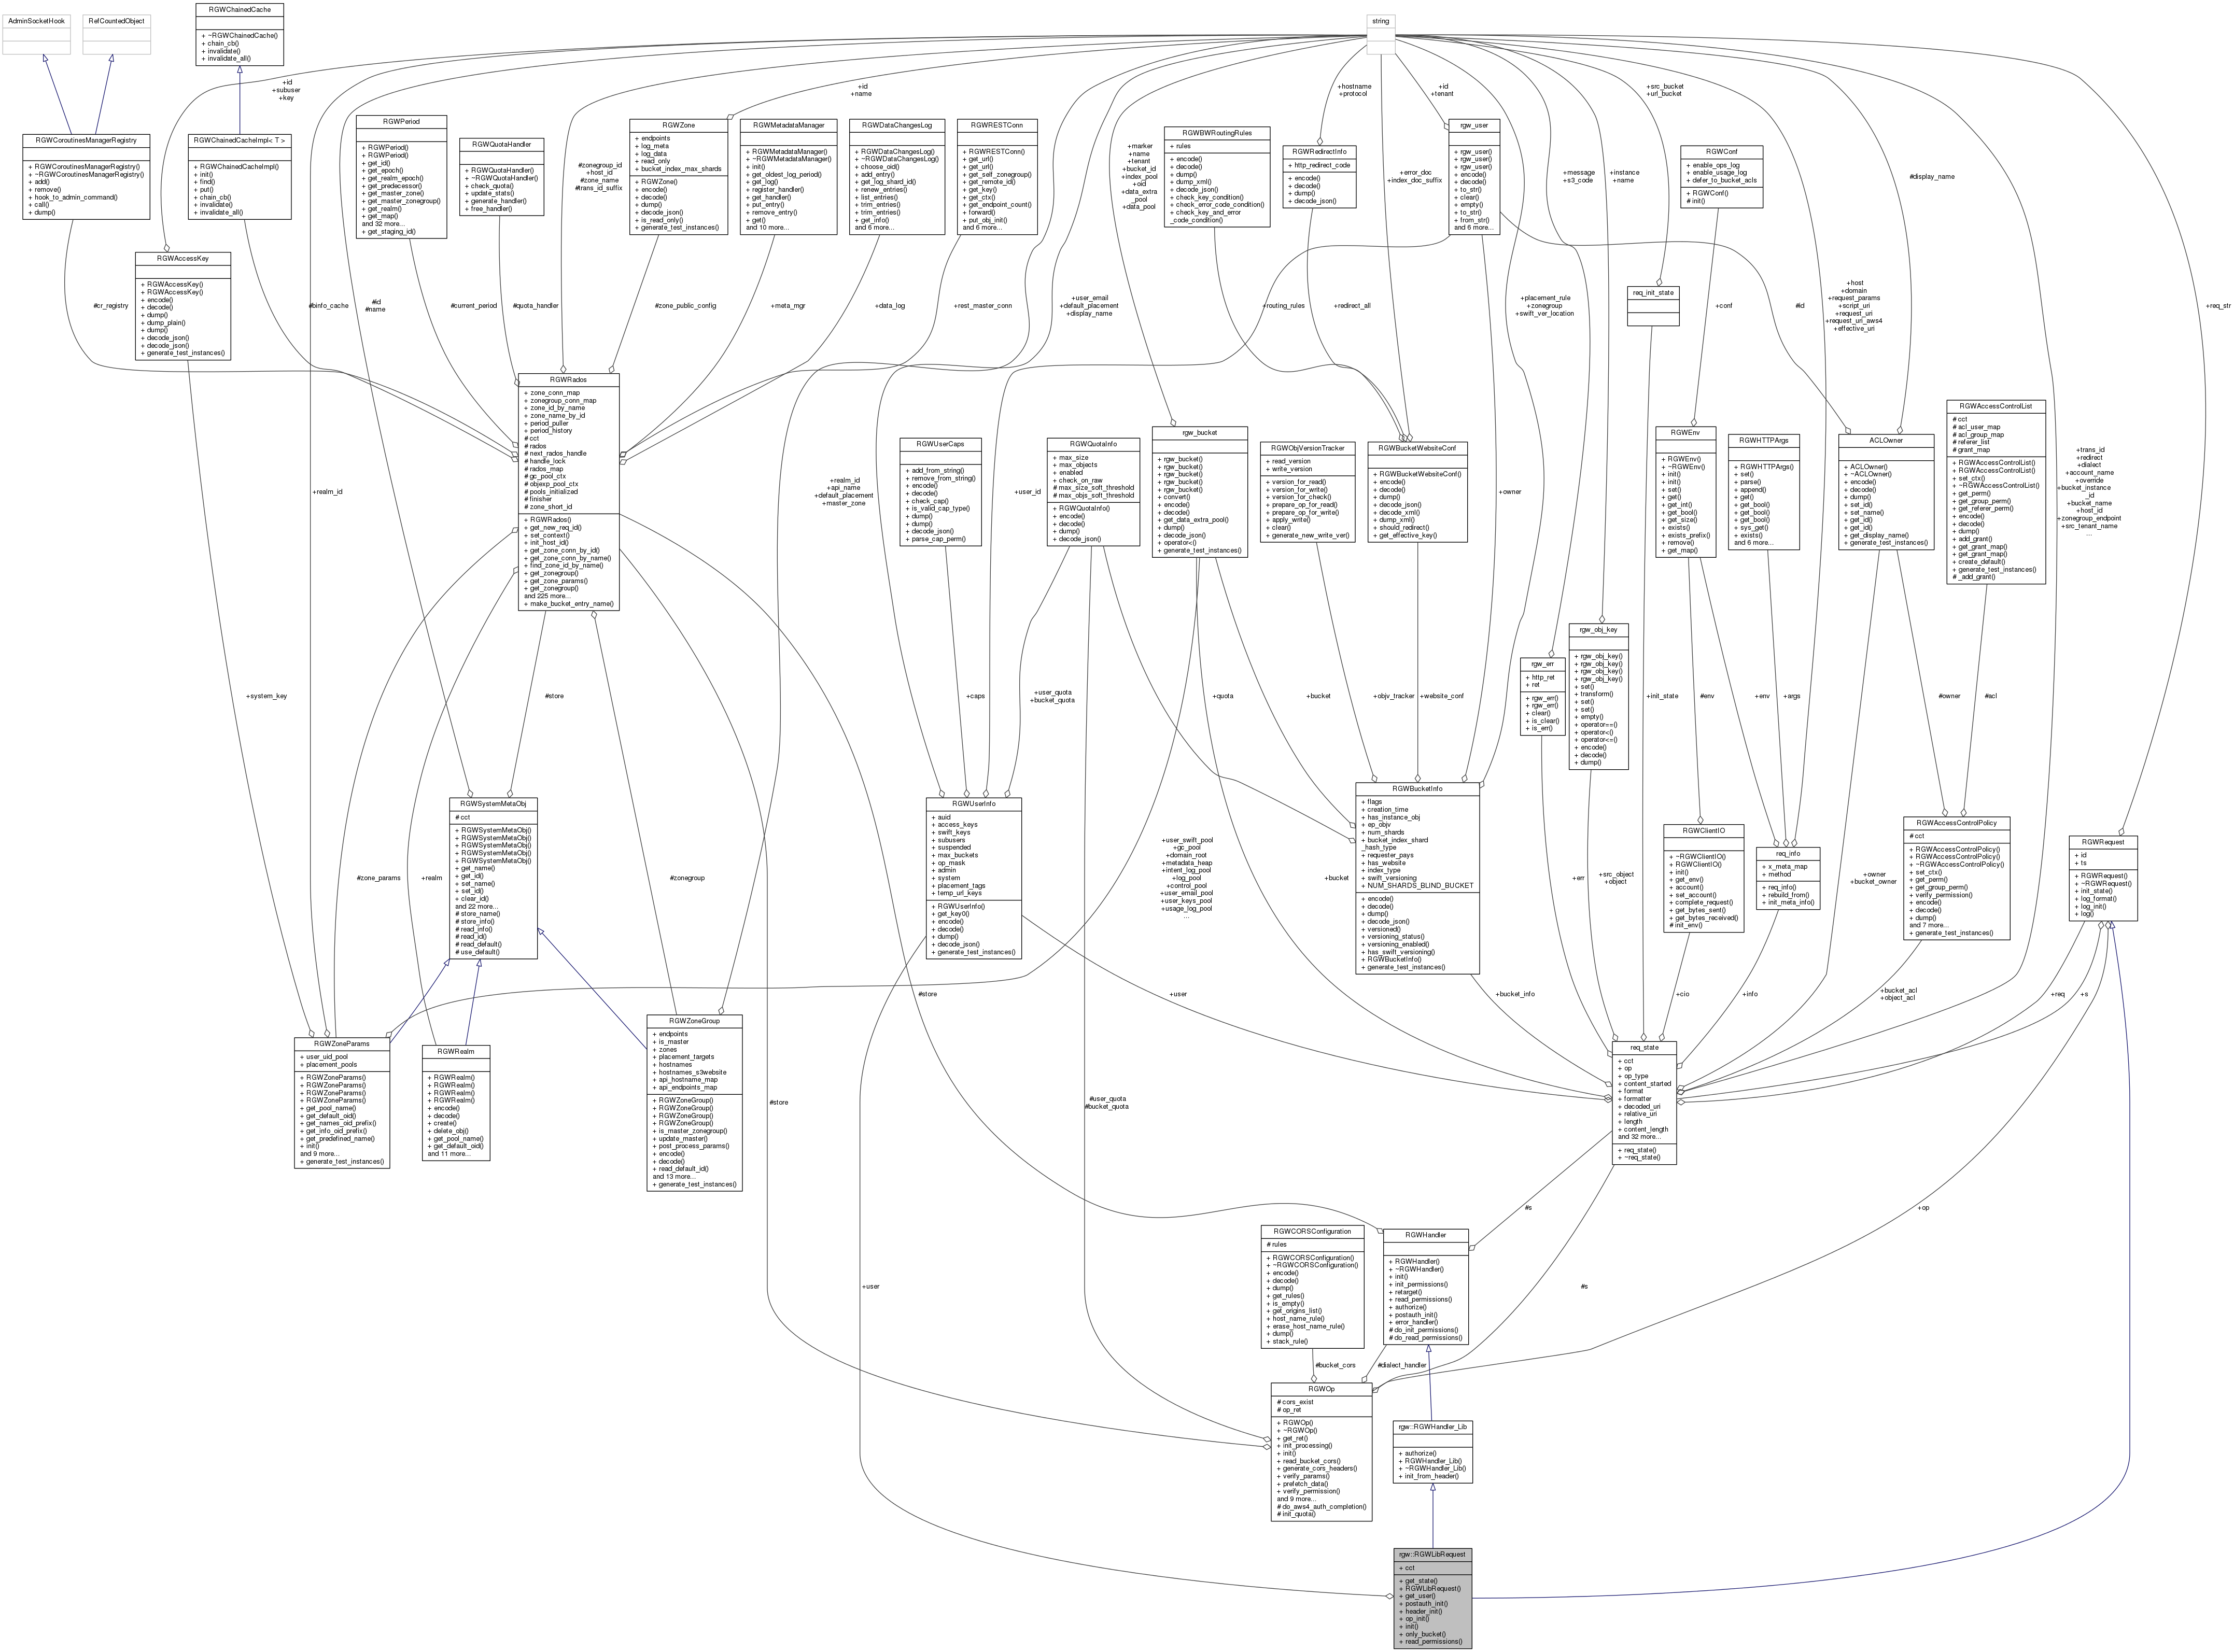 AdminSocketHook
RefCountedObject
RGWChainedCache
+ ~RGWChainedCache()
+ chain_cb()
+ invalidate()
+ invalidate_all()
string
+id
+subuser
+key
+id
+name
+hostname
+protocol
+id
+tenant
+src_bucket
+url_bucket
RGWCoroutinesManagerRegistry
+ RGWCoroutinesManagerRegistry()
+ ~RGWCoroutinesManagerRegistry()
+ add()
+ remove()
+ hook_to_admin_command()
+ call()
+ dump()
RGWChainedCacheImpl< T >
+ RGWChainedCacheImpl()
+ init()
+ find()
+ put()
+ chain_cb()
+ invalidate()
+ invalidate_all()
RGWPeriod
+ RGWPeriod()
+ RGWPeriod()
+ get_id()
+ get_epoch()
+ get_realm_epoch()
+ get_predecessor()
+ get_master_zone()
+ get_master_zonegroup()
+ get_realm()
+ get_map()
and 32 more...
+ get_staging_id()
RGWQuotaHandler
+ RGWQuotaHandler()
+ ~RGWQuotaHandler()
+ check_quota()
+ update_stats()
+ generate_handler()
+ free_handler()
#zonegroup_id
+host_id
#zone_name
#trans_id_suffix
RGWZone
+ endpoints
+ log_meta
+ log_data
+ read_only
+ bucket_index_max_shards
+ RGWZone()
+ encode()
+ decode()
+ dump()
+ decode_json()
+ is_read_only()
+ generate_test_instances()
RGWMetadataManager
+ RGWMetadataManager()
+ ~RGWMetadataManager()
+ init()
+ get_oldest_log_period()
+ get_log()
+ register_handler()
+ get_handler()
+ put_entry()
+ remove_entry()
+ get()
and 10 more...
RGWDataChangesLog
+ RGWDataChangesLog()
+ ~RGWDataChangesLog()
+ choose_oid()
+ add_entry()
+ get_log_shard_id()
+ renew_entries()
+ list_entries()
+ trim_entries()
+ trim_entries()
+ get_info()
and 6 more...
RGWRESTConn
+ RGWRESTConn()
+ get_url()
+ get_url()
+ get_self_zonegroup()
+ get_remote_id()
+ get_key()
+ get_ctx()
+ get_endpoint_count()
+ forward()
+ put_obj_init()
and 6 more...
+marker
+name
+tenant
+bucket_id
+index_pool
+oid
+data_extra
_pool
+data_pool
RGWBWRoutingRules
+ rules
+ encode()
+ decode()
+ dump()
+ dump_xml()
+ decode_json()
+ check_key_condition()
+ check_error_code_condition()
+ check_key_and_error
_code_condition()
RGWRedirectInfo
+ http_redirect_code
+ encode()
+ decode()
+ dump()
+ decode_json()
+error_doc
+index_doc_suffix
rgw_user
+ rgw_user()
+ rgw_user()
+ rgw_user()
+ encode()
+ decode()
+ to_str()
+ clear()
+ empty()
+ to_str()
+ from_str()
and 6 more...
+message
+s3_code
+instance
+name
RGWConf
+ enable_ops_log
+ enable_usage_log
+ defer_to_bucket_acls
+ RGWConf()
# init()
#display_name
RGWAccessKey
+ RGWAccessKey()
+ RGWAccessKey()
+ encode()
+ decode()
+ dump()
+ dump_plain()
+ dump()
+ decode_json()
+ decode_json()
+ generate_test_instances()
#cr_registry
#binfo_cache
#id
#name
#current_period
#quota_handler
#zone_public_config
+meta_mgr
+data_log
+rest_master_conn
+user_email
+default_placement
+display_name
+routing_rules
+redirect_all
+placement_rule
+zonegroup
+swift_ver_location
req_init_state
+conf
#id
+host
+domain
+request_params
+script_uri
+request_uri
+request_uri_aws4
+effective_uri
+req_str
RGWRados
+ zone_conn_map
+ zonegroup_conn_map
+ zone_id_by_name
+ zone_name_by_id
+ period_puller
+ period_history
# cct
# rados
# next_rados_handle
# handle_lock
# rados_map
# gc_pool_ctx
# objexp_pool_ctx
# pools_initialized
# finisher
# zone_short_id
+ RGWRados()
+ get_new_req_id()
+ set_context()
+ init_host_id()
+ get_zone_conn_by_id()
+ get_zone_conn_by_name()
+ find_zone_id_by_name()
+ get_zonegroup()
+ get_zone_params()
+ get_zonegroup()
and 225 more...
+ make_bucket_entry_name()
+realm_id
+realm_id
+api_name
+default_placement
+master_zone
RGWUserCaps
+ add_from_string()
+ remove_from_string()
+ encode()
+ decode()
+ check_cap()
+ is_valid_cap_type()
+ dump()
+ dump()
+ decode_json()
+ parse_cap_perm()
+user_id
RGWQuotaInfo
+ max_size
+ max_objects
+ enabled
+ check_on_raw
# max_size_soft_threshold
# max_objs_soft_threshold
+ RGWQuotaInfo()
+ encode()
+ decode()
+ dump()
+ decode_json()
rgw_bucket
+ rgw_bucket()
+ rgw_bucket()
+ rgw_bucket()
+ rgw_bucket()
+ rgw_bucket()
+ convert()
+ encode()
+ decode()
+ get_data_extra_pool()
+ dump()
+ decode_json()
+ operator<()
+ generate_test_instances()
RGWObjVersionTracker
+ read_version
+ write_version
+ version_for_read()
+ version_for_write()
+ version_for_check()
+ prepare_op_for_read()
+ prepare_op_for_write()
+ apply_write()
+ clear()
+ generate_new_write_ver()
RGWBucketWebsiteConf
+ RGWBucketWebsiteConf()
+ encode()
+ decode()
+ dump()
+ decode_json()
+ decode_xml()
+ dump_xml()
+ should_redirect()
+ get_effective_key()
+owner
RGWEnv
+ RGWEnv()
+ ~RGWEnv()
+ init()
+ init()
+ set()
+ get()
+ get_int()
+ get_bool()
+ get_size()
+ exists()
+ exists_prefix()
+ remove()
+ get_map()
RGWHTTPArgs
+ RGWHTTPArgs()
+ set()
+ parse()
+ append()
+ get()
+ get_bool()
+ get_bool()
+ get_bool()
+ sys_get()
+ exists()
and 6 more...
ACLOwner
+ ACLOwner()
+ ~ACLOwner()
+ encode()
+ decode()
+ dump()
+ set_id()
+ set_name()
+ get_id()
+ get_id()
+ get_display_name()
+ generate_test_instances()
RGWAccessControlList
# cct
# acl_user_map
# acl_group_map
# referer_list
# grant_map
+ RGWAccessControlList()
+ RGWAccessControlList()
+ set_ctx()
+ ~RGWAccessControlList()
+ get_perm()
+ get_group_perm()
+ get_referer_perm()
+ encode()
+ decode()
+ dump()
+ add_grant()
+ get_grant_map()
+ get_grant_map()
+ create_default()
+ generate_test_instances()
# _add_grant()
+trans_id
+redirect
+dialect
+account_name
+override
+bucket_instance
_id
+bucket_name
+host_id
+zonegroup_endpoint
+src_tenant_name
...
+system_key
#store
+caps
+user_quota
+bucket_quota
+quota
+bucket
+objv_tracker
+website_conf
rgw_err
+ http_ret
+ ret
+ rgw_err()
+ rgw_err()
+ clear()
+ is_clear()
+ is_err()
rgw_obj_key
+ rgw_obj_key()
+ rgw_obj_key()
+ rgw_obj_key()
+ rgw_obj_key()
+ set()
+ transform()
+ set()
+ set()
+ empty()
+ operator==()
+ operator<()
+ operator<=()
+ encode()
+ decode()
+ dump()
+init_state
#env
+env
+args
#owner
#acl
RGWSystemMetaObj
# cct
+ RGWSystemMetaObj()
+ RGWSystemMetaObj()
+ RGWSystemMetaObj()
+ RGWSystemMetaObj()
+ RGWSystemMetaObj()
+ get_name()
+ get_id()
+ set_name()
+ set_id()
+ clear_id()
and 22 more...
# store_name()
# store_info()
# read_info()
# read_id()
# read_default()
# use_default()
#zone_params
+realm
#zonegroup
RGWUserInfo
+ auid
+ access_keys
+ swift_keys
+ subusers
+ suspended
+ max_buckets
+ op_mask
+ admin
+ system
+ placement_tags
+ temp_url_keys
+ RGWUserInfo()
+ get_key0()
+ encode()
+ decode()
+ dump()
+ decode_json()
+ generate_test_instances()
+user_swift_pool
+gc_pool
+domain_root
+metadata_heap
+intent_log_pool
+log_pool
+control_pool
+user_email_pool
+user_keys_pool
+usage_log_pool
...
+bucket
RGWBucketInfo
+ flags
+ creation_time
+ has_instance_obj
+ ep_objv
+ num_shards
+ bucket_index_shard
_hash_type
+ requester_pays
+ has_website
+ index_type
+ swift_versioning
+ NUM_SHARDS_BLIND_BUCKET
+ encode()
+ decode()
+ dump()
+ decode_json()
+ versioned()
+ versioning_status()
+ versioning_enabled()
+ has_swift_versioning()
+ RGWBucketInfo()
+ generate_test_instances()
+err
+src_object
+object
RGWClientIO
+ ~RGWClientIO()
+ RGWClientIO()
+ init()
+ get_env()
+ account()
+ set_account()
+ complete_request()
+ get_bytes_sent()
+ get_bytes_received()
# init_env()
req_info
+ x_meta_map
+ method
+ req_info()
+ rebuild_from()
+ init_meta_info()
+owner
+bucket_owner
RGWAccessControlPolicy
# cct
+ RGWAccessControlPolicy()
+ RGWAccessControlPolicy()
+ ~RGWAccessControlPolicy()
+ set_ctx()
+ get_perm()
+ get_group_perm()
+ verify_permission()
+ encode()
+ decode()
+ dump()
and 7 more...
+ generate_test_instances()
RGWRequest
+ id
+ ts
+ RGWRequest()
+ ~RGWRequest()
+ init_state()
+ log_format()
+ log_init()
+ log()
#store
+user
+bucket_info
+cio
+info
+bucket_acl
+object_acl
+req
+s
RGWZoneParams
+ user_uid_pool
+ placement_pools
+ RGWZoneParams()
+ RGWZoneParams()
+ RGWZoneParams()
+ RGWZoneParams()
+ get_pool_name()
+ get_default_oid()
+ get_names_oid_prefix()
+ get_info_oid_prefix()
+ get_predefined_name()
+ init()
and 9 more...
+ generate_test_instances()
RGWRealm
+ RGWRealm()
+ RGWRealm()
+ RGWRealm()
+ RGWRealm()
+ encode()
+ decode()
+ create()
+ delete_obj()
+ get_pool_name()
+ get_default_oid()
and 11 more...
RGWZoneGroup
+ endpoints
+ is_master
+ zones
+ placement_targets
+ hostnames
+ hostnames_s3website
+ api_hostname_map
+ api_endpoints_map
+ RGWZoneGroup()
+ RGWZoneGroup()
+ RGWZoneGroup()
+ RGWZoneGroup()
+ is_master_zonegroup()
+ update_master()
+ post_process_params()
+ encode()
+ decode()
+ read_default_id()
and 13 more...
+ generate_test_instances()
#store
#user_quota
#bucket_quota
req_state
+ cct
+ op
+ op_type
+ content_started
+ format
+ formatter
+ decoded_uri
+ relative_uri
+ length
+ content_length
and 32 more...
+ req_state()
+ ~req_state()
+user
RGWCORSConfiguration
# rules
+ RGWCORSConfiguration()
+ ~RGWCORSConfiguration()
+ encode()
+ decode()
+ dump()
+ get_rules()
+ is_empty()
+ get_origins_list()
+ host_name_rule()
+ erase_host_name_rule()
+ dump()
+ stack_rule()
RGWHandler
+ RGWHandler()
+ ~RGWHandler()
+ init()
+ init_permissions()
+ retarget()
+ read_permissions()
+ authorize()
+ postauth_init()
+ error_handler()
# do_init_permissions()
# do_read_permissions()
#s
#s
+op
#bucket_cors
#dialect_handler
RGWOp
# cors_exist
# op_ret
+ RGWOp()
+ ~RGWOp()
+ get_ret()
+ init_processing()
+ init()
+ read_bucket_cors()
+ generate_cors_headers()
+ verify_params()
+ prefetch_data()
+ verify_permission()
and 9 more...
# do_aws4_auth_completion()
# init_quota()
rgw::RGWHandler_Lib
+ authorize()
+ RGWHandler_Lib()
+ ~RGWHandler_Lib()
+ init_from_header()
rgw::RGWLibRequest
+ cct
+ get_state()
+ RGWLibRequest()
+ get_user()
+ postauth_init()
+ header_init()
+ op_init()
+ init()
+ only_bucket()
+ read_permissions()